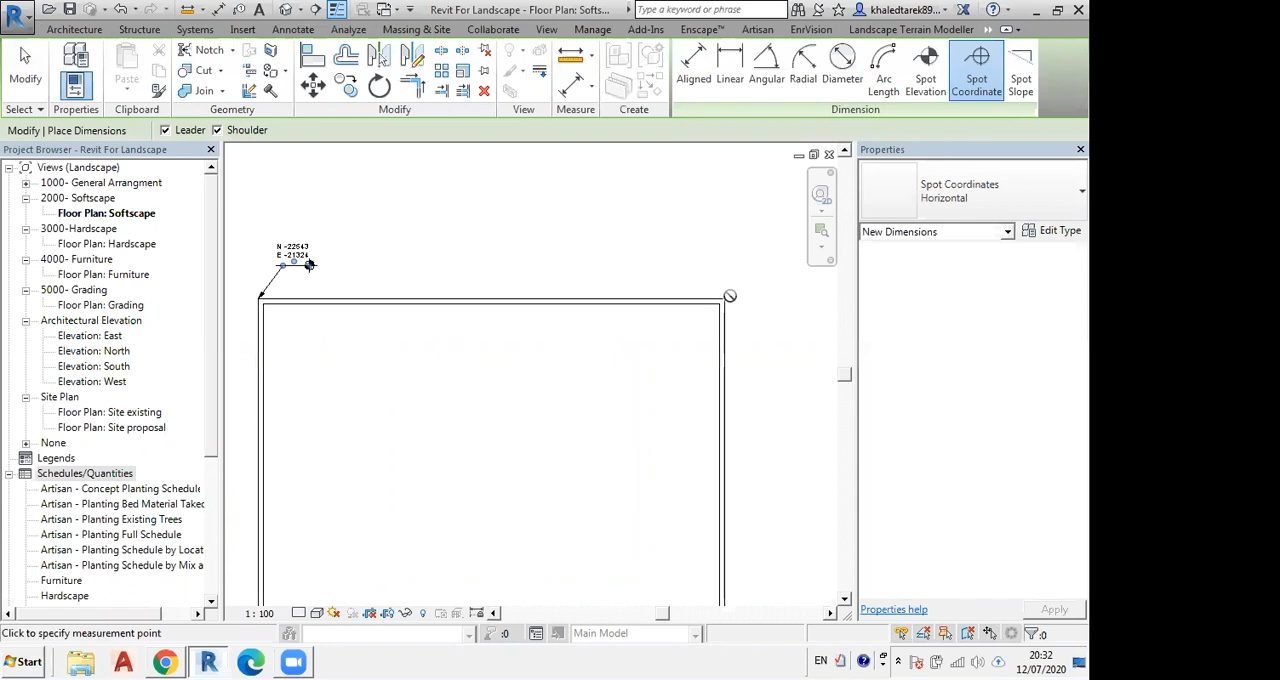 Revit For Landscape - Floor Plan: Softs...
Type a keyword or phrase
khaledtarek89...
Architecture Structure Systems Insert Annotate Analyze Massing & Site Collaborate View Manage Add-Ins Enscape™ Artisan EnrVision Landscape Terrain Modeller
Modify
Paste
Notch
Cut
Join
Aligned Linear Angular Radial Diameter Arc Length Spot Elevation Spot Coordinate Spot Slope
Select Properties Clipboard Geometry Modify View Measure Create Dimension
Modify | Place Dimensions Leader Shoulder
Project Browser - Revit For Landscape
Views (Landscape)
1000- General Arrangment
2000- Softscape
Floor Plan: Softscape
3000-Hardscape
Floor Plan: Hardscape
4000- Furniture
Floor Plan: Furniture
5000- Grading
Floor Plan: Grading
Architectural Elevation
Elevation: East
Elevation: North
Elevation: South
Elevation: West
Site Plan
Floor Plan: Site existing
Floor Plan: Site proposal
None
Legends
Schedules/Quantities
Artisan - Concept Planting Schedule
Artisan - Planting Bed Material Takeo
Artisan - Planting Existing Trees
Artisan - Planting Full Schedule
Artisan - Planting Schedule by Locat
Artisan - Planting Schedule by Mix a
Furniture
Hardscape
N -22643
E -21324
2D
1 : 100
Properties
Spot Coordinates
Horizontal
New Dimensions
Edit Type
Properties help
Apply
Click to specify measurement point
:0
Main Model
:0
Start
EN
20:32
12/07/2020